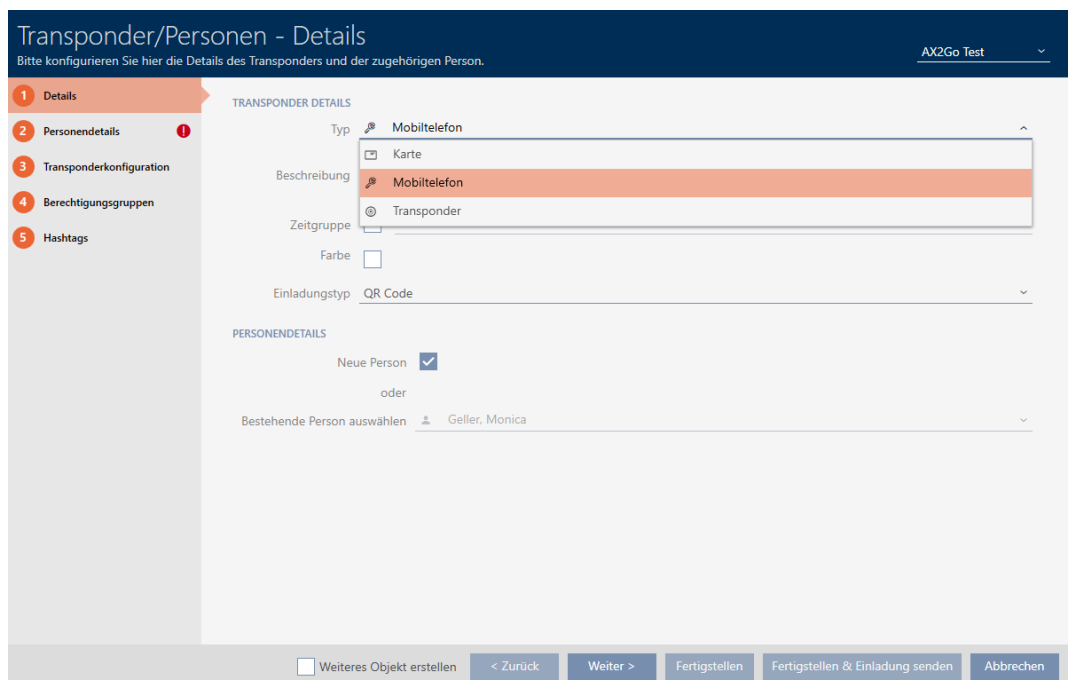 Transponder/Personen - Details
Bitte konfigurieren Sie hier die Details des Transponders und der zugehörigen Person.
AX2Go Test
1 Details
2 Personendetails
3 Transponderkonfiguration
4 Berechtigungsgruppen
5 Hashtags
TRANSPONDER DETAILS
Typ Mobiltelefon
Karte
Beschreibung Mobiltelefon
Transponder
Zeitgruppe
Farbe
Einladungstyp QR Code
PERSONENDETAILS
Neue Person
oder
Bestehende Person auswählen Geller, Monica
Weiteres Objekt erstellen < Zurück Weiter > Fertigstellen Fertigstellen & Einladung senden Abbrechen